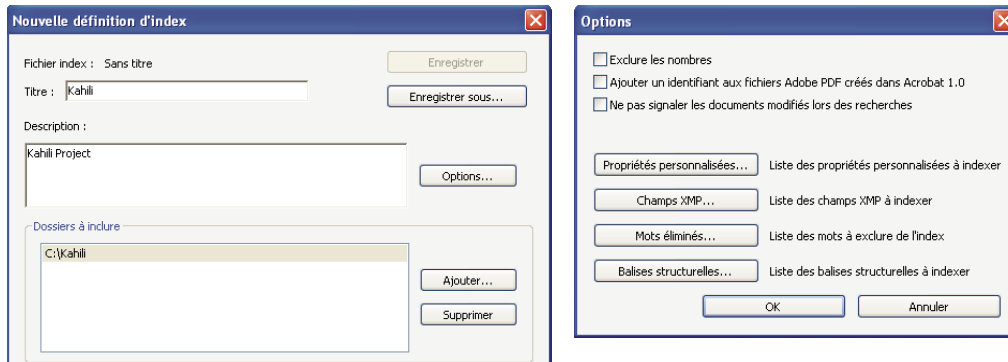 Nouvelle définition d'index
Fichier index : Sans titre
Enregistrer
Titre : Kahili
Enregistrer sous...
Description :
Kahili Project
Options...
Dossiers à inclure
C:\Kahili
Ajouter...
Supprimer
Options
Exclure les nombres
Ajouter un identifiant aux fichiers Adobe PDF créés dans Acrobat 1.0
Ne pas signaler les documents modifiés lors des recherches
Propriétés personnalisées... Liste des propriétés personnalisées à indexer
Champs XMP... Liste des champs XMP à indexer
Mots éliminés... Liste des mots à exclure de l'index
Balises structurelles... Liste des balises structurelles à indexer
OK Annuler